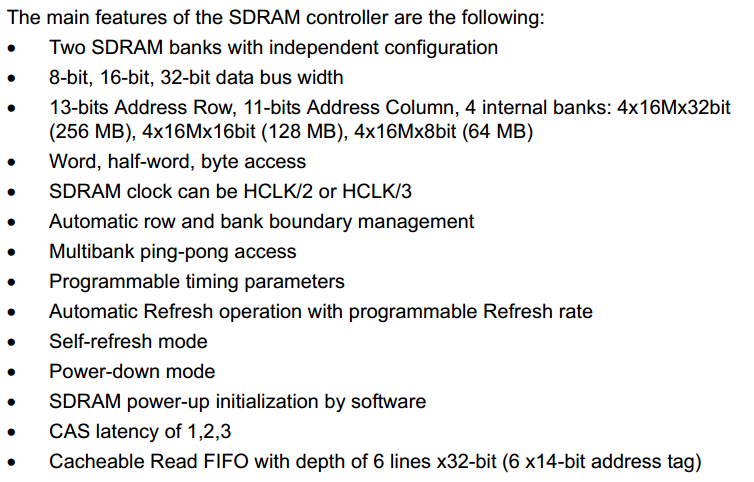 The main features of the SDRAM controller are the following:
• Two SDRAM banks with independent configuration
• 8-bit, 16-bit, 32-bit data bus width
• 13-bits Address Row, 11-bits Address Column, 4 internal banks: 4x16Mx32bit
(256 MB), 4x16Mx16bit (128 MB), 4x16Mx8bit (64 MB)
• Word, half-word, byte access
• SDRAM clock can be HCLK/2 or HCLK/3
• Automatic row and bank boundary management
• Multibank ping-pong access
• Programmable timing parameters
• Automatic Refresh operation with programmable Refresh rate
• Self-refresh mode
• Power-down mode
• SDRAM power-up initialization by software
• CAS latency of 1,2,3
• Cacheable Read FIFO with depth of 6 lines x32-bit (6 x14-bit address tag)